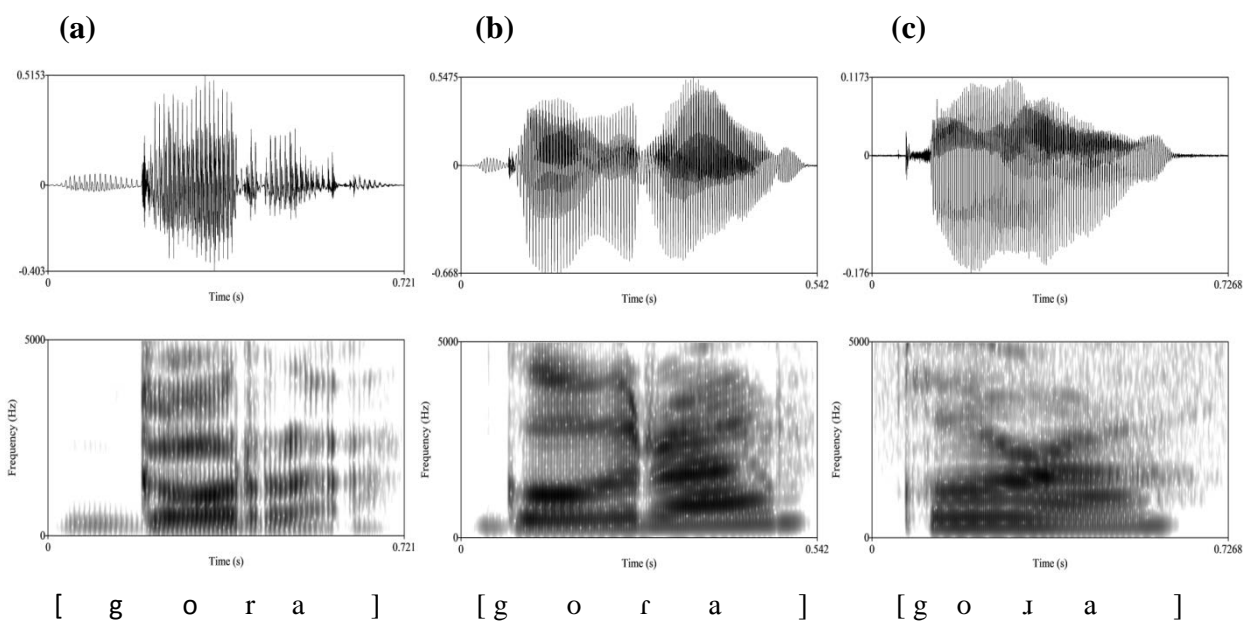 (a) (b) (c)
0.5153 0.5475 0.1173
0 0 0
-0.403 -0.668 -0.176
0 0.721 0 0.542 0 0.7268
Time (s) Time (s) Time (s)
5000 5000 5000
Frequency (Hz) Frequency (Hz) Frequency (Hz)
0 0 0
0 0.721 0 0.542 0 0.7268
Time (s) Time (s) Time (s)
[ g o r a ] [ g o ɾ a ] [ g o ɹ a ]